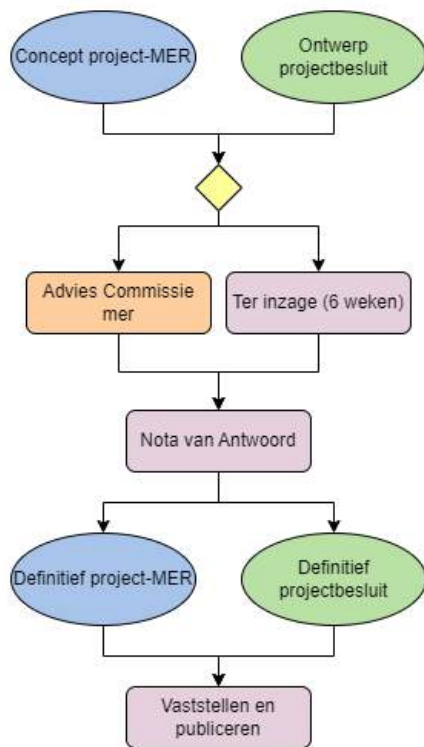 Concept project-MER
Ontwerp
projectbesluit
Advies Commissie
mer
Ter inzage (6 weken)
Nota van Antwoord
Definitief project-MER
Definitief
projectbesluit
Vaststellen en
publiceren